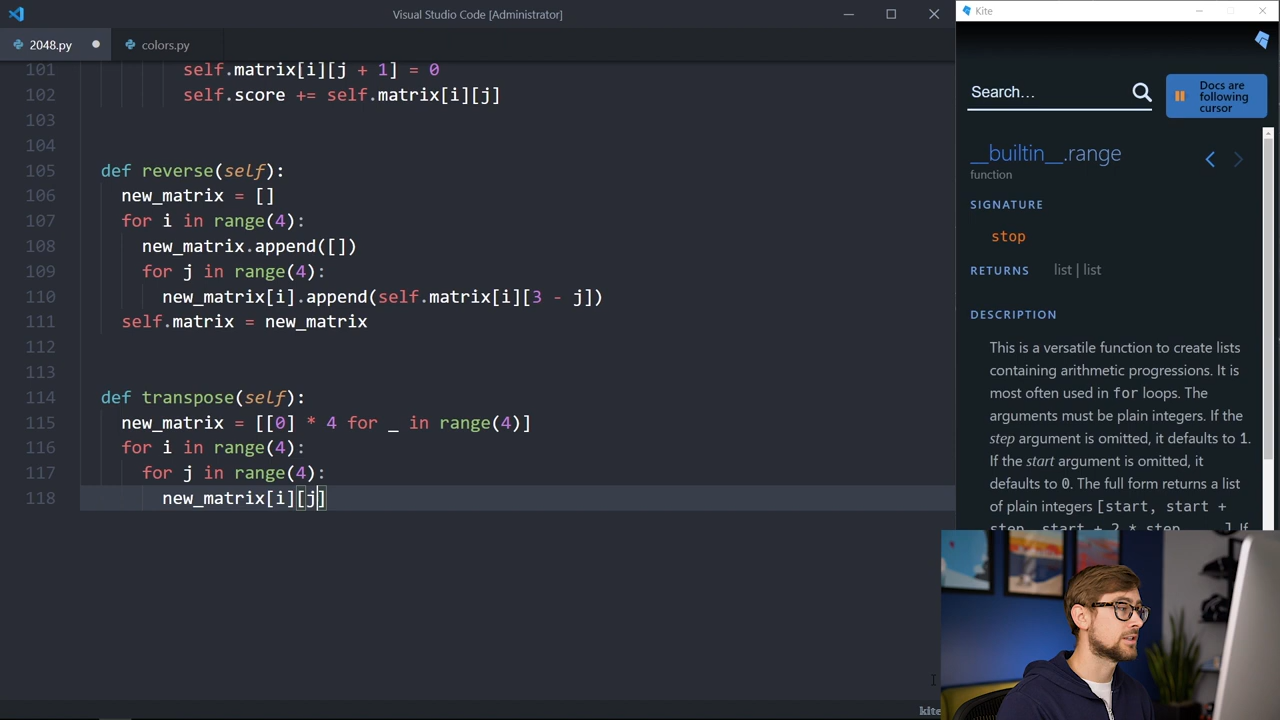 Visual Studio Code [Administrator]
2048.py
colors.py
101 self.matrix[i][j + 1] = 0
102 self.score += self.matrix[i][j]
103
104
105 def reverse(self):
106 new_matrix = []
107 for i in range(4):
108 new_matrix.append([])
109 for j in range(4):
110 new_matrix[i].append(self.matrix[i][3 - j])
111 self.matrix = new_matrix
112
113
114 def transpose(self):
115 new_matrix = [[0] * 4 for _ in range(4)]
116 for i in range(4):
117 for j in range(4):
118 new_matrix[i][j]
Kite
Search…
Docs are
following
cursor
__builtin__.range
function
SIGNATURE
stop
RETURNS list | list
DESCRIPTION
This is a versatile function to create lists
containing arithmetic progressions. It is
most often used in for loops. The
arguments must be plain integers. If the
step argument is omitted, it defaults to 1.
If the start argument is omitted, it
defaults to 0. The full form returns a list
of plain integers [start, start +
step, start + 2 * step, ...]. If
kite